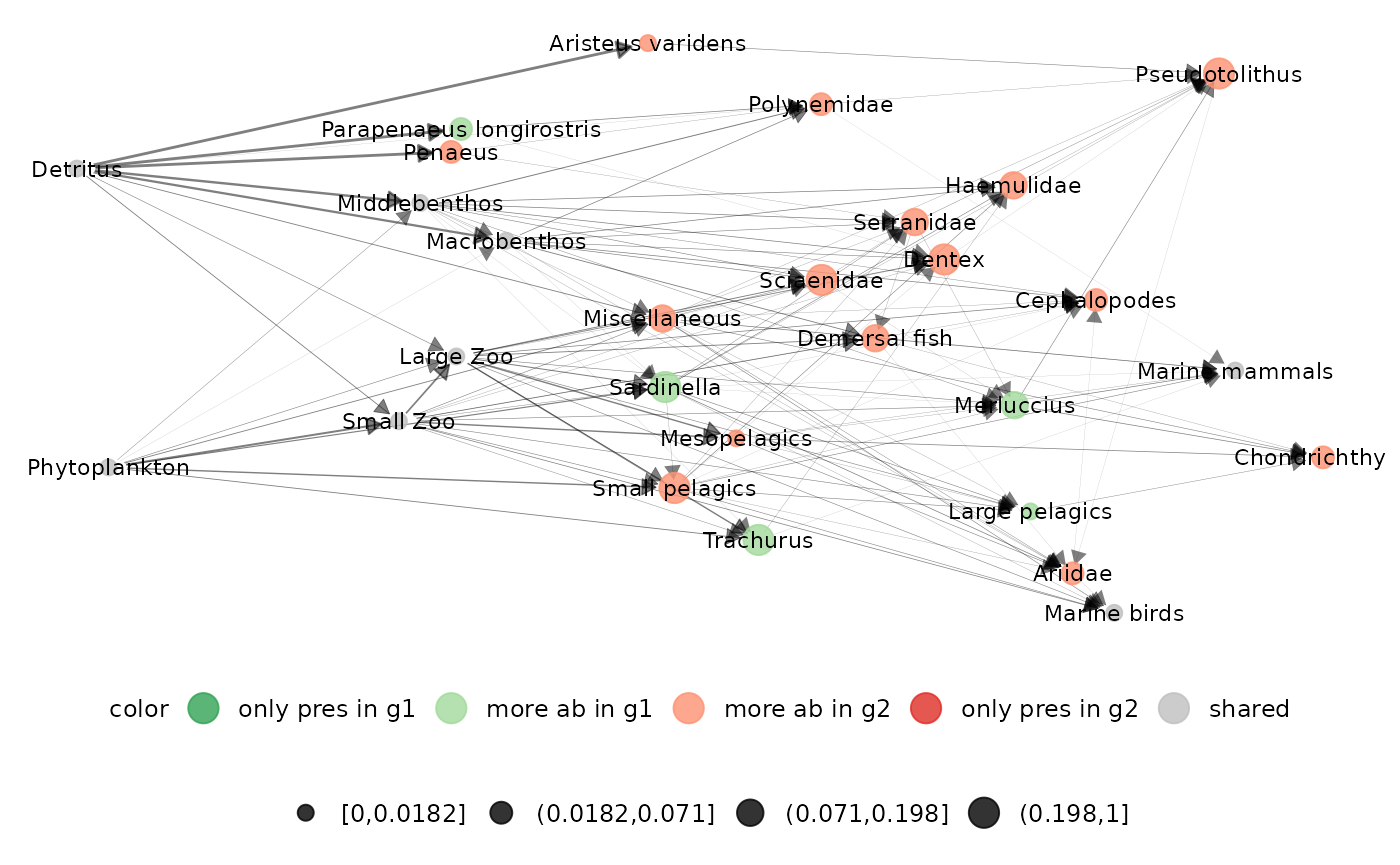 Aristeus varidens
Pseudotolithus
Polynemidae
Parapenaeus longirostris
Penaeus
Detritus
Haemulidae
Middlebenthos
Serranidae
Macrobenthos
Dentex
Sciaenidae
Cephalopodes
Miscellaneous
Demersal fish
Large Zoo
Marine mammals
Sardinella
Merluccius
Small Zoo
Mesopelagics
Chondrichthy
Phytoplankton
Small pelagics
Large pelagics
Trachurus
Ariidae
Marine birds
color only pres in g1 more ab in g1 more ab in g2 only pres in g2 shared
[0,0.0182] (0.0182,0.071] (0.071,0.198] (0.198,1]